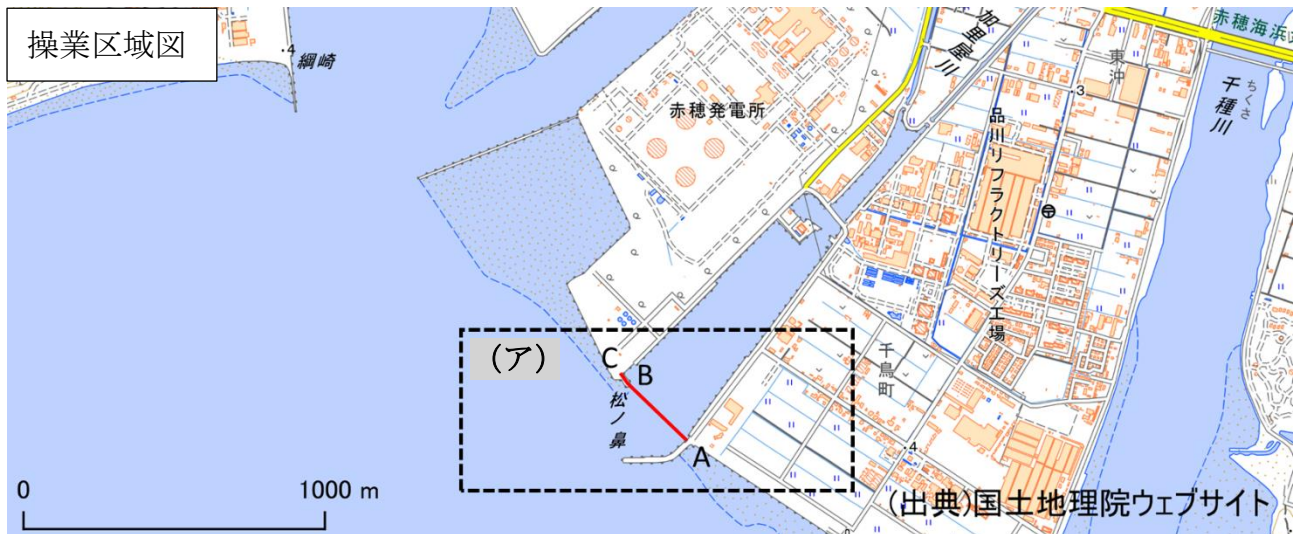 操業区域図
・4
綱崎
赤穂発電所
加里屋川
赤穂海浜
東沖
・3
ちくさ
千種川
品川リフラクトリーズ工場
(ア)
C
B
松ノ鼻
A
千鳥町
・4
0
1000 m
(出典)国土地理院ウェブサイト